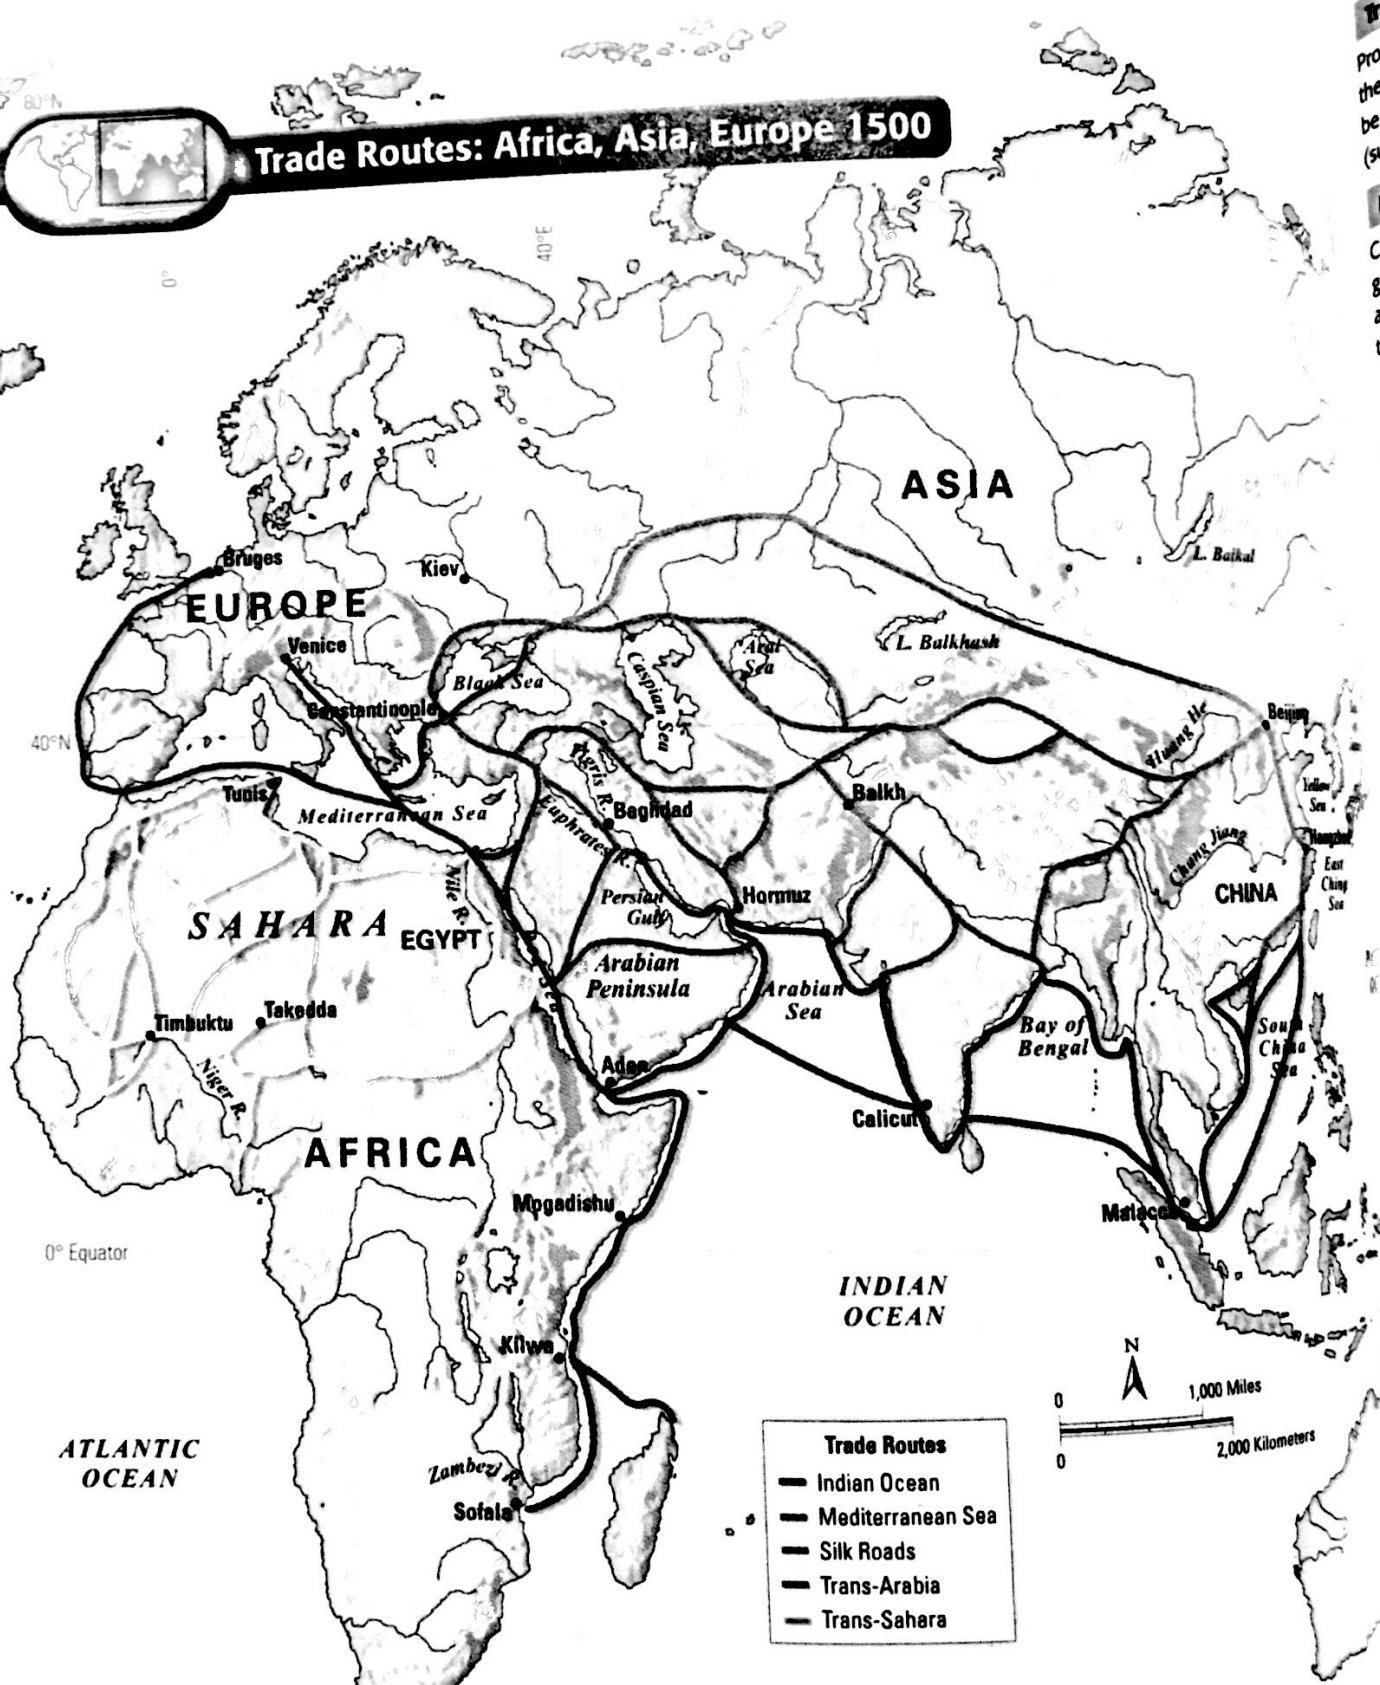 80°N
Trade Routes: Africa, Asia, Europe 1500
0°
40°E
ASIA
L. Baikal
Bruges
Kiev
EUROPE
Venice
Aral
Sea
L. Balkhash
Black Sea
Caspian Sea
Constantinople
Huang He
Beijing
40°N
Tigris R.
Yellow
Sea
Tunis
Mediterranean Sea
Baghdad
Balkh
Euphrates R.
Hangzhou
Chang Jiang
East
China
Sea
Nile R.
Persian
Gulf
Hormuz
CHINA
SAHARA
EGYPT
Red Sea
Arabian
Peninsula
Arabian
Sea
Timbuktu
Takedda
Bay of
Bengal
South
China
Sea
Niger R.
Aden
Calicut
AFRICA
Mogadishu
Malacca
0° Equator
INDIAN
OCEAN
Kilwa
N
0
1,000 Miles
0
2,000 Kilometers
ATLANTIC
OCEAN
Zambezi R.
Sofala
Trade Routes
Indian Ocean
Mediterranean Sea
Silk Roads
Trans-Arabia
Trans-Sahara